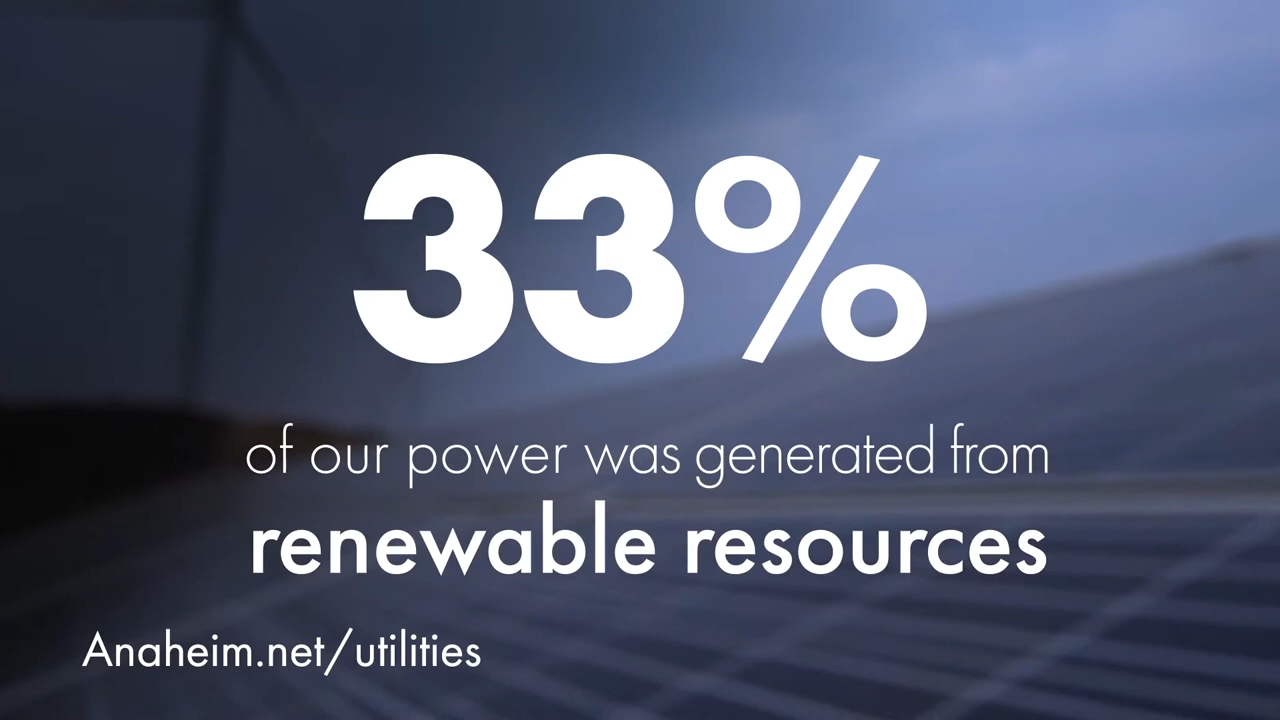 33%
of our power was generated from
renewable resources
Anaheim.net/utilities